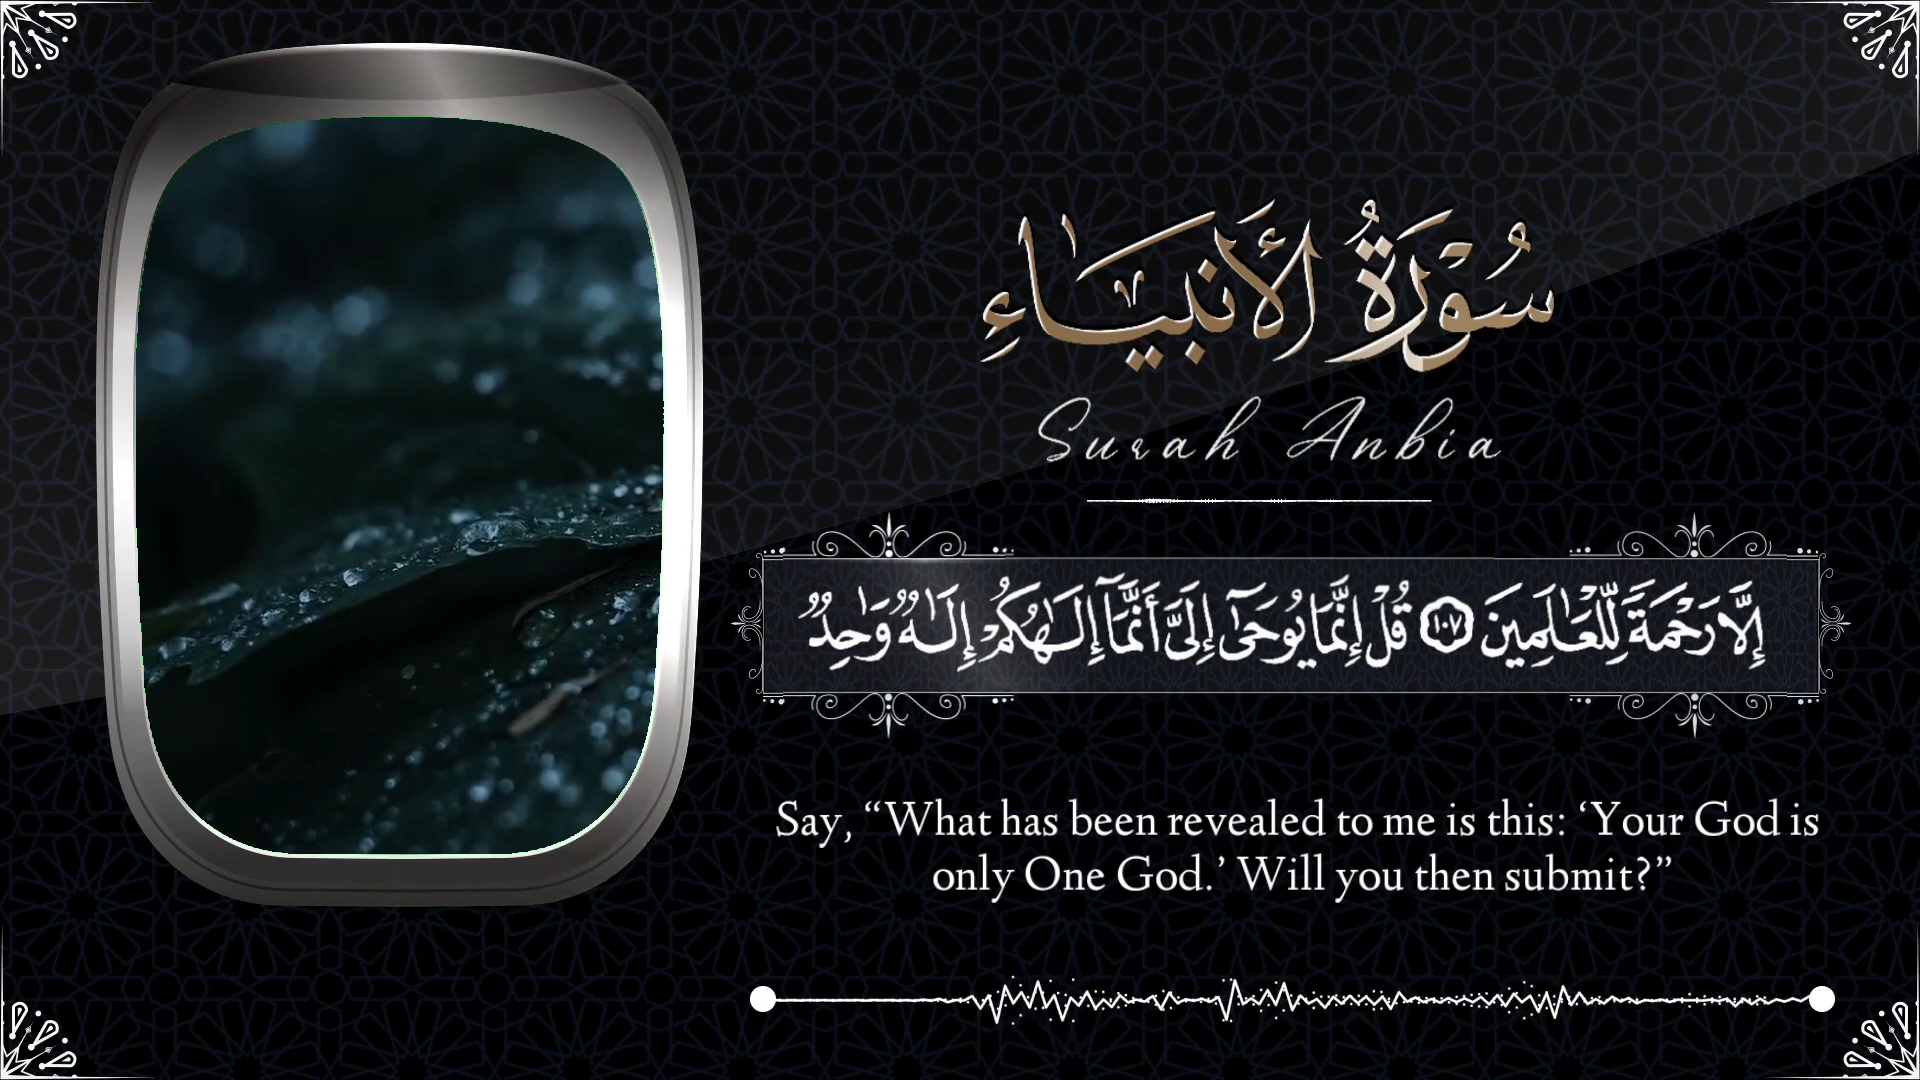 سُورَةُ الأَنبِيَاءِ
Surah Anbia
إِلَّا رَحْمَةً لِّلْعَـٰلَمِينَ ١٠٧ قُلْ إِنَّمَا يُوحَىٰٓ إِلَىَّ أَنَّمَآ إِلَـٰهُكُمْ إِلَـٰهٌ وَٰحِدٌ
Say, “What has been revealed to me is this: ‘Your God is
only One God.’ Will you then submit?”